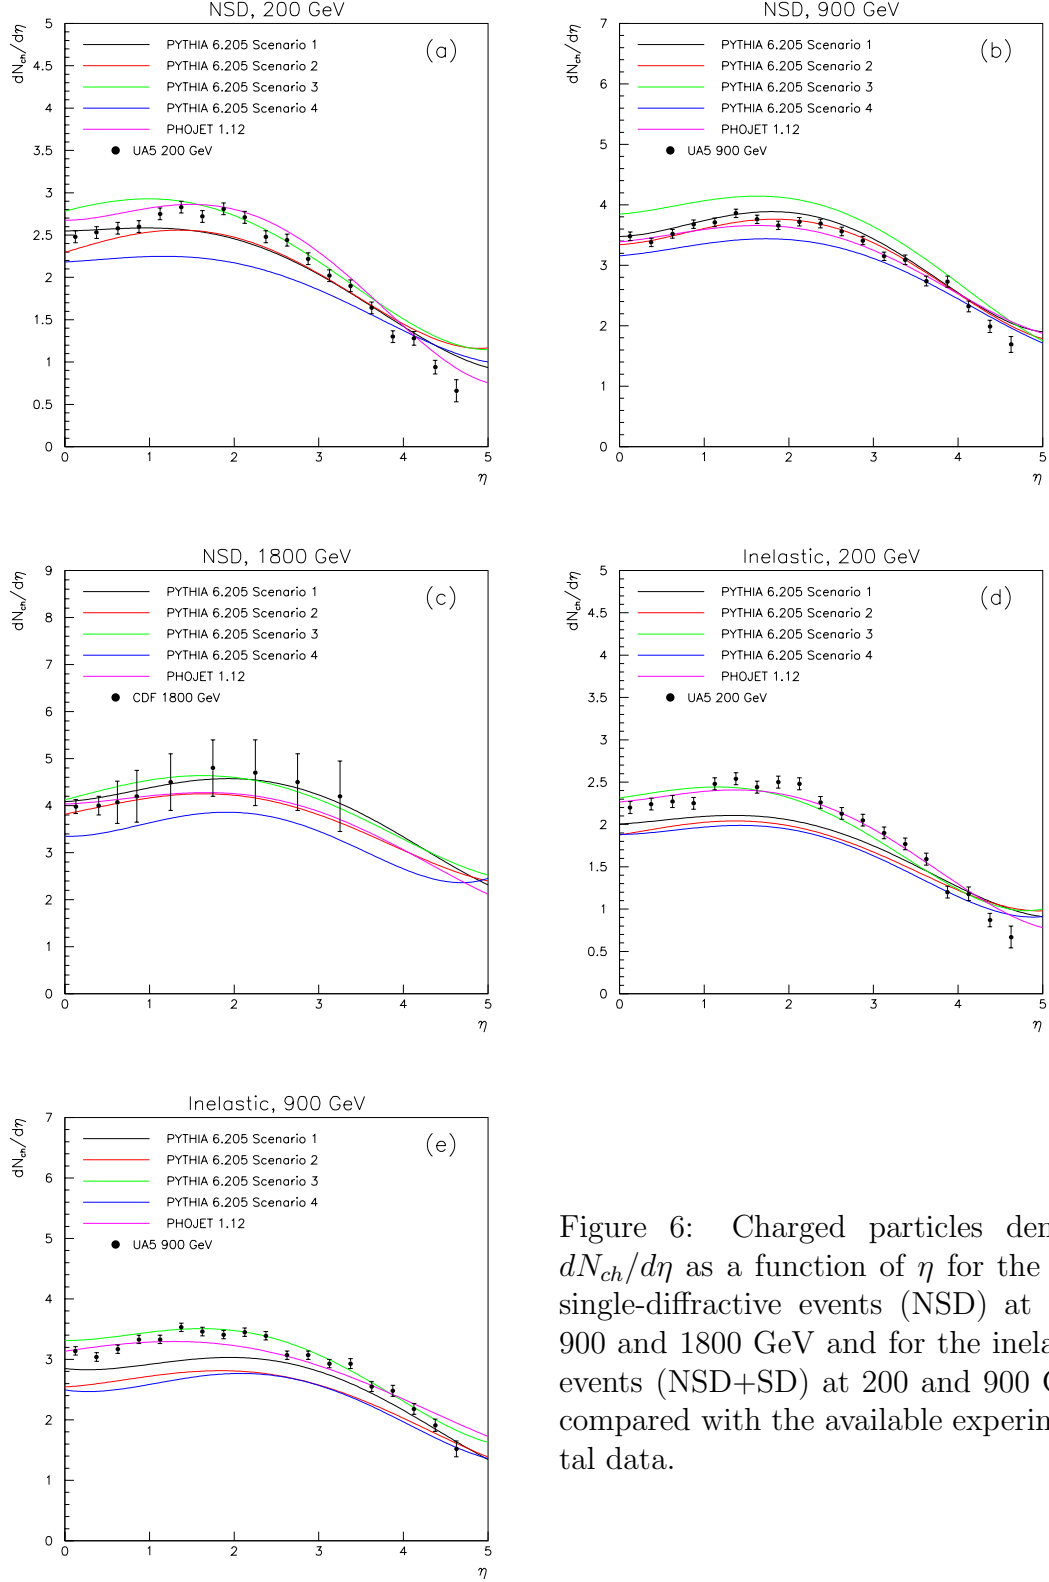 NSD, 200 GeV
dN_ch/dη
(a)
PYTHIA 6.205 Scenario 1
PYTHIA 6.205 Scenario 2
PYTHIA 6.205 Scenario 3
PYTHIA 6.205 Scenario 4
PHOJET 1.12
UA5 200 GeV
5
4.5
4
3.5
3
2.5
2
1.5
1
0.5
0
0 1 2 3 4 5
η
NSD, 900 GeV
dN_ch/dη
(b)
PYTHIA 6.205 Scenario 1
PYTHIA 6.205 Scenario 2
PYTHIA 6.205 Scenario 3
PYTHIA 6.205 Scenario 4
PHOJET 1.12
UA5 900 GeV
7
6
5
4
3
2
1
0
0 1 2 3 4 5
η
NSD, 1800 GeV
dN_ch/dη
(c)
PYTHIA 6.205 Scenario 1
PYTHIA 6.205 Scenario 2
PYTHIA 6.205 Scenario 3
PYTHIA 6.205 Scenario 4
PHOJET 1.12
CDF 1800 GeV
9
8
7
6
5
4
3
2
1
0
0 1 2 3 4 5
η
Inelastic, 200 GeV
dN_ch/dη
(d)
PYTHIA 6.205 Scenario 1
PYTHIA 6.205 Scenario 2
PYTHIA 6.205 Scenario 3
PYTHIA 6.205 Scenario 4
PHOJET 1.12
UA5 200 GeV
5
4.5
4
3.5
3
2.5
2
1.5
1
0.5
0
0 1 2 3 4 5
η
Inelastic, 900 GeV
dN_ch/dη
(e)
PYTHIA 6.205 Scenario 1
PYTHIA 6.205 Scenario 2
PYTHIA 6.205 Scenario 3
PYTHIA 6.205 Scenario 4
PHOJET 1.12
UA5 900 GeV
7
6
5
4
3
2
1
0
0 1 2 3 4 5
η
Figure 6: Charged particles den
dN_ch/dη as a function of η for the
single-diffractive events (NSD) at
900 and 1800 GeV and for the inela
events (NSD+SD) at 200 and 900
compared with the available experim
tal data.